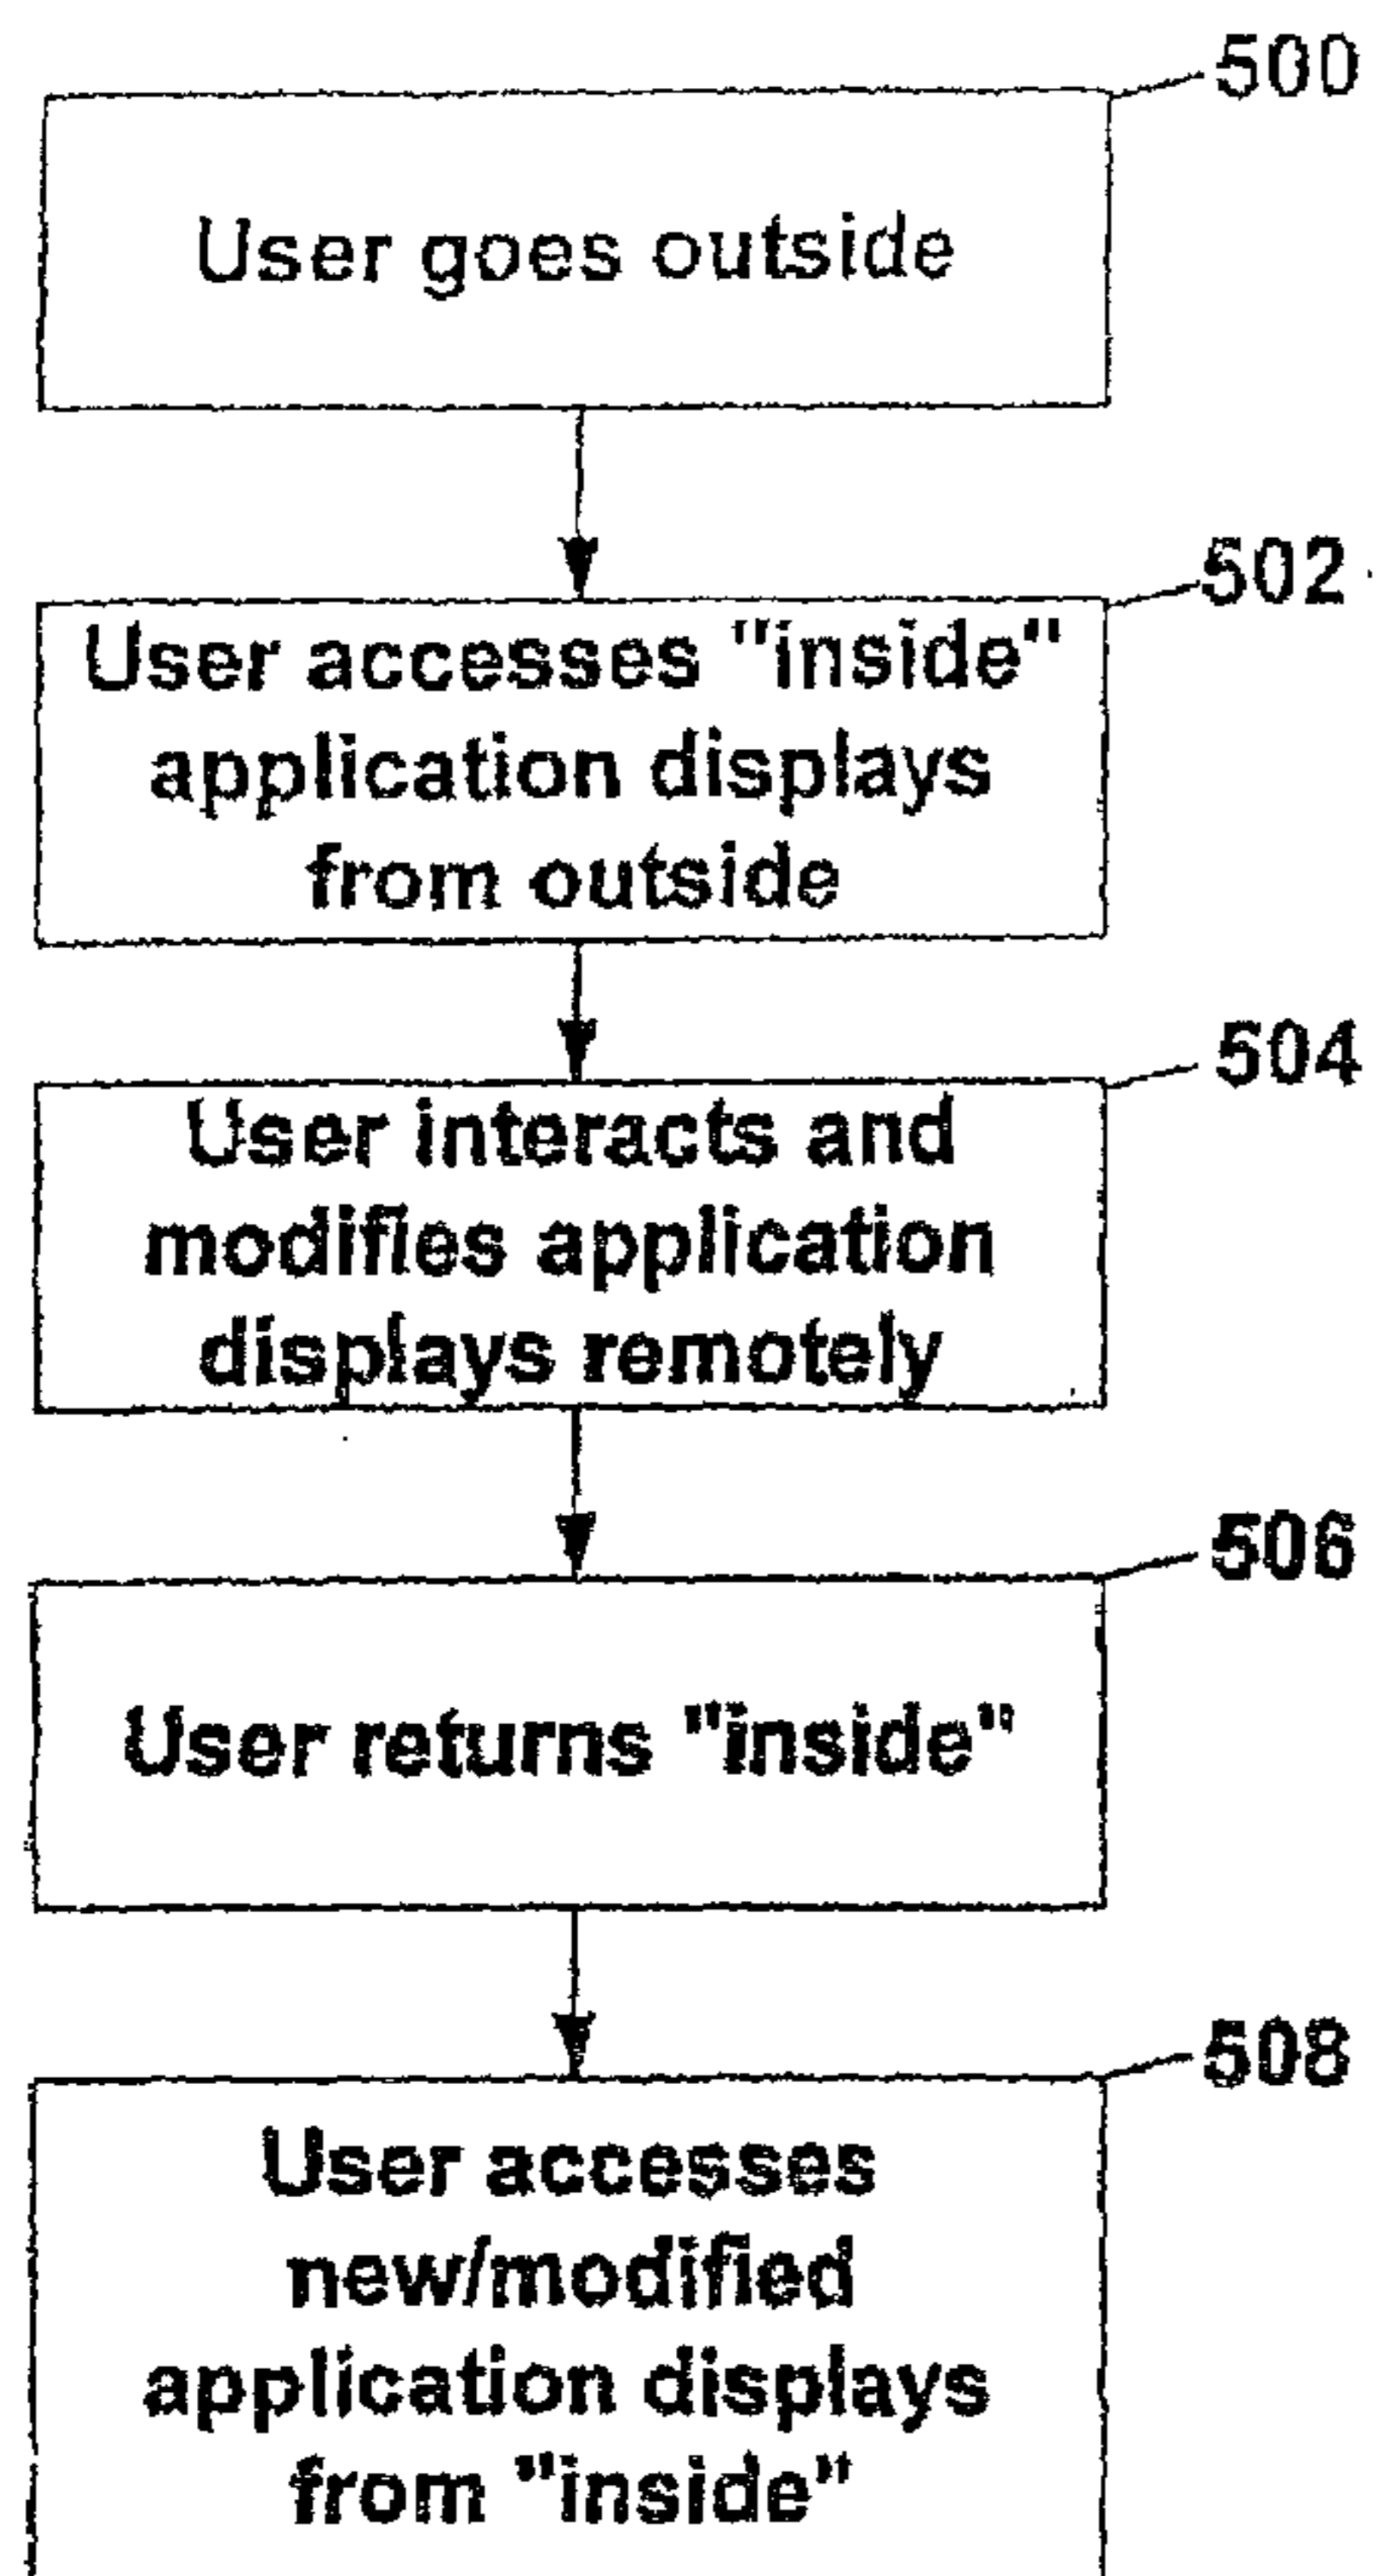 500
User goes outside
502
User accesses "inside"
application displays
from outside
504
User interacts and
modifies application
displays remotely
506
User returns "inside"
508
User accesses
new/modified
application displays
from "inside"